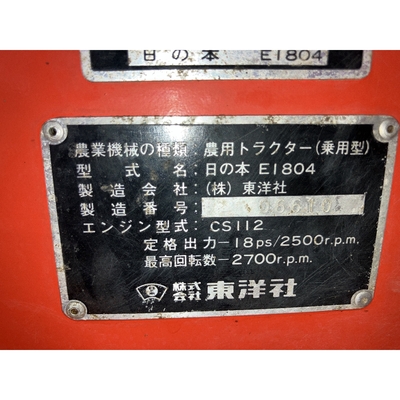 日の本 E1804
農業機械の種類:農用トラクター(乗用型)
型式名:日の本 E1804
製造会社:(株)東洋社
製造番号:
エンジン型式:CS112
定格出力-18ps/2500r.p.m.
最高回転数-2700r.p.m.
株式会社 東洋社